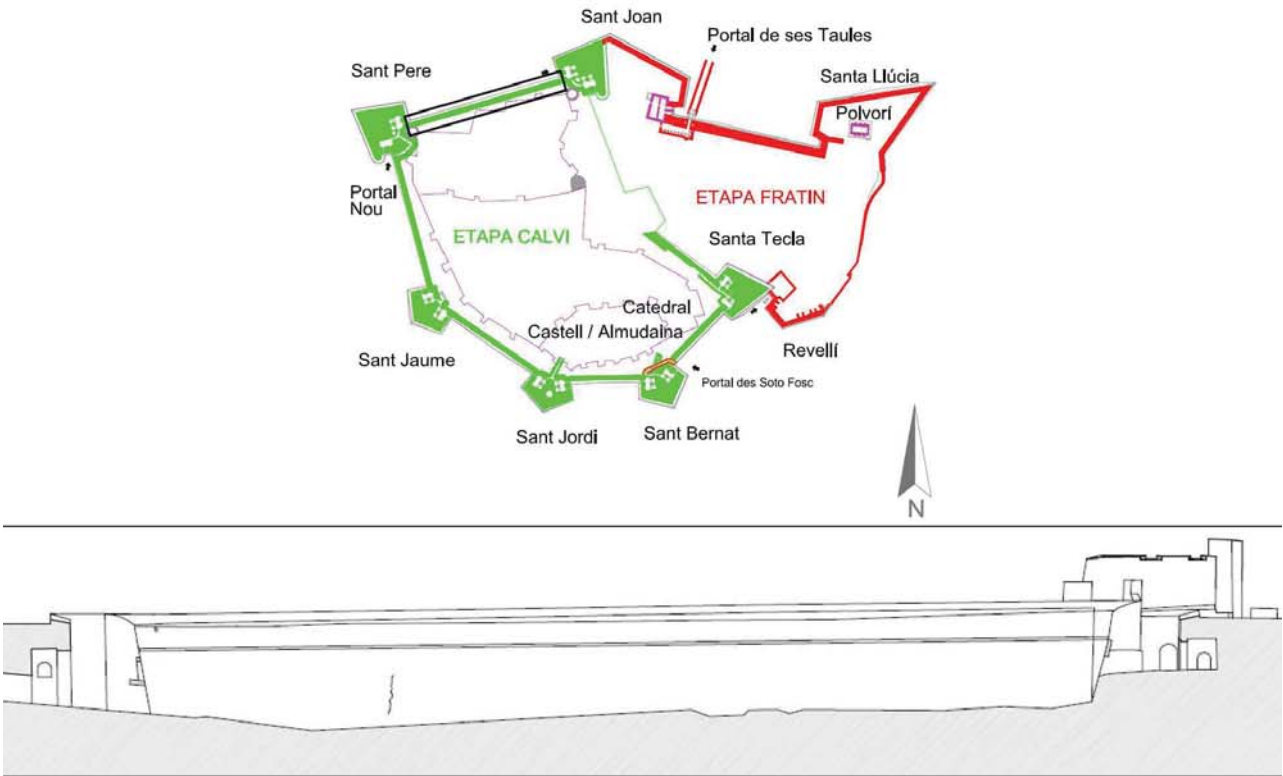 Sant Joan
Portal de ses Taules
Sant Pere
Santa Llúcia
Polvorí
Portal
Nou
ETAPA FRATIN
ETAPA CALVI
Santa Tecla
Catedral
Castell / Almudaina
Sant Jaume
Revellí
Portal des Soto Fosc
Sant Jordi
Sant Bernat
N